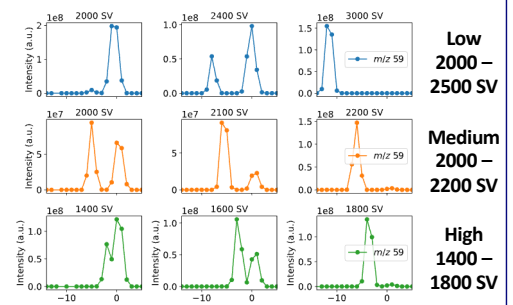 2000 SV 2400 SV 3000 SV
1e8 1e8 1e8
Intensity (a.u.)
2
1
0
1.0
0.5
0.0
1.5
1.0
0.5
0.0
m/z 59
Low
2000 –
2500 SV
2000 SV 2100 SV 2200 SV
1e7 1e7 1e8
Intensity (a.u.)
5
0
5
0
1.5
1.0
0.5
0.0
m/z 59
Medium
2000 –
2200 SV
1400 SV 1600 SV 1800 SV
1e8 1e8 1e8
Intensity (a.u.)
1.0
0.5
0.0
1.0
0.5
0.0
1.0
0.5
0.0
m/z 59
High
1400 –
1800 SV
−10 0 −10 0 −10 0